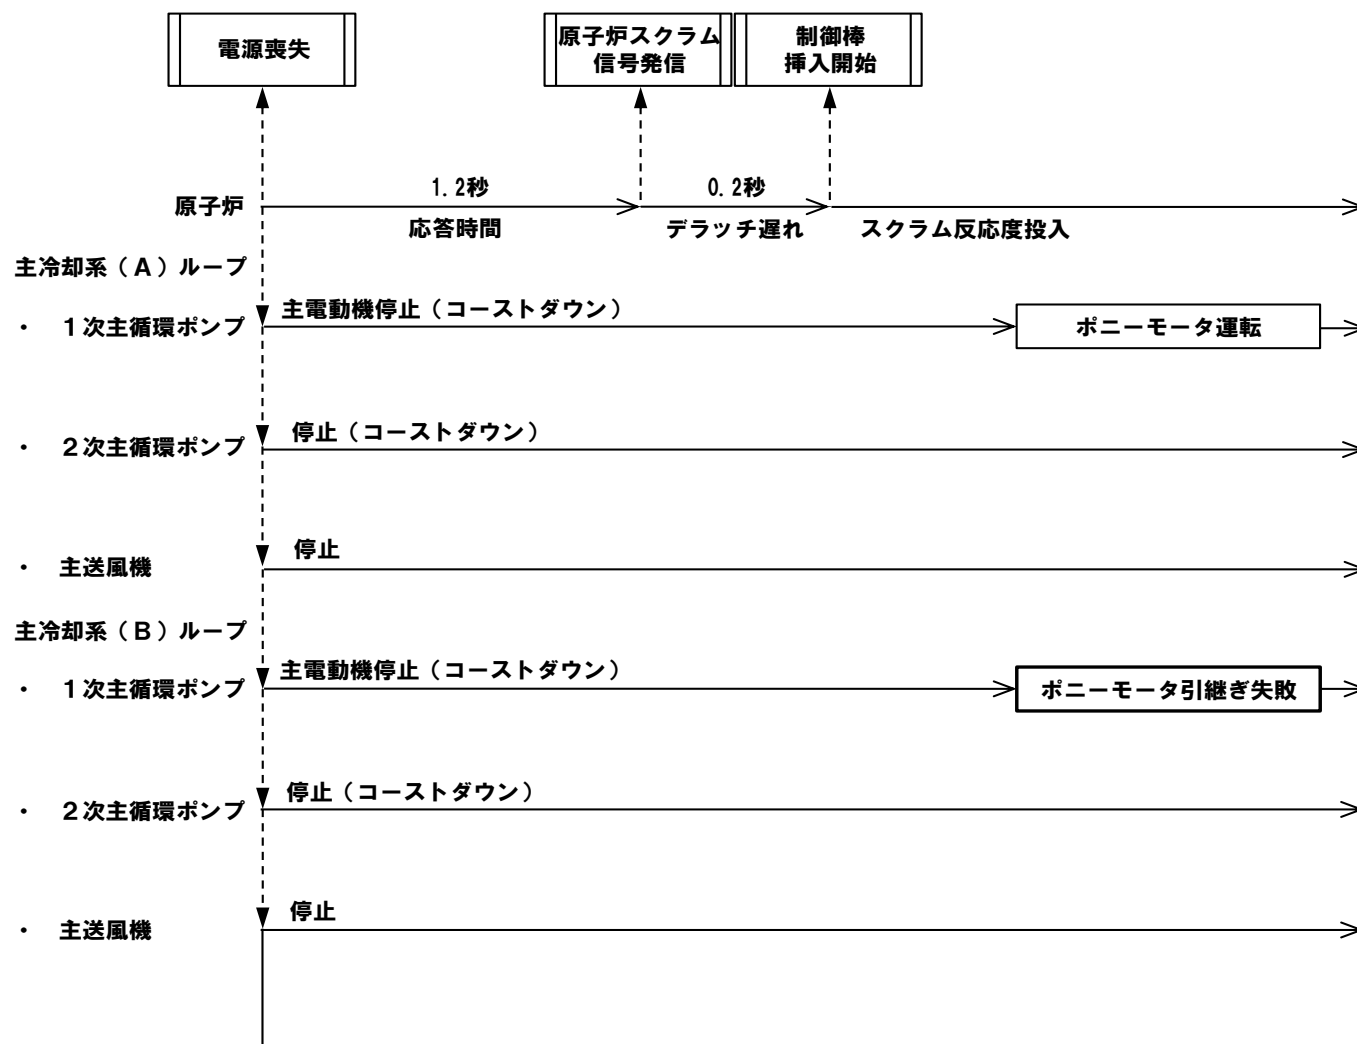 電源喪失
原子炉スクラム
信号発信
制御棒
挿入開始
原子炉
1.2秒
0.2秒
応答時間
デラッチ遅れ
スクラム反応度投入
主冷却系(A)ループ
・ 1次主循環ポンプ
主電動機停止(コーストダウン)
ポニーモータ運転
・ 2次主循環ポンプ
停止(コーストダウン)
・ 主送風機
停止
主冷却系(B)ループ
・ 1次主循環ポンプ
主電動機停止(コーストダウン)
ポニーモータ引継ぎ失敗
・ 2次主循環ポンプ
停止(コーストダウン)
・ 主送風機
停止